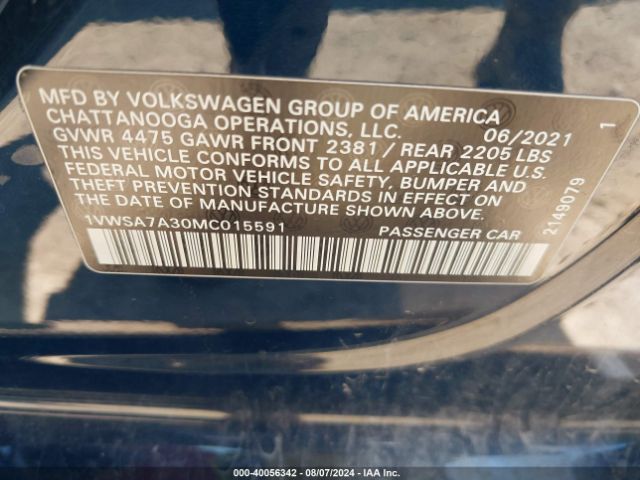 MFD BY VOLKSWAGEN GROUP OF AMERICA
CHATTANOOGA OPERATIONS, LLC. 06/2021 1
GVWR 4475 GAWR FRONT 2381 / REAR 2205 LBS
THIS VEHICLE CONFORMS TO ALL APPLICABLE U.S.
FEDERAL MOTOR VEHICLE SAFETY, BUMPER AND
THEFT PREVENTION STANDARDS IN EFFECT ON THE
DATE OF MANUFACTURE SHOWN ABOVE.
1VWSA7A30MC015591 PASSENGER CAR
2149079
000-40056342 - 08/07/2024 - IAA Inc.